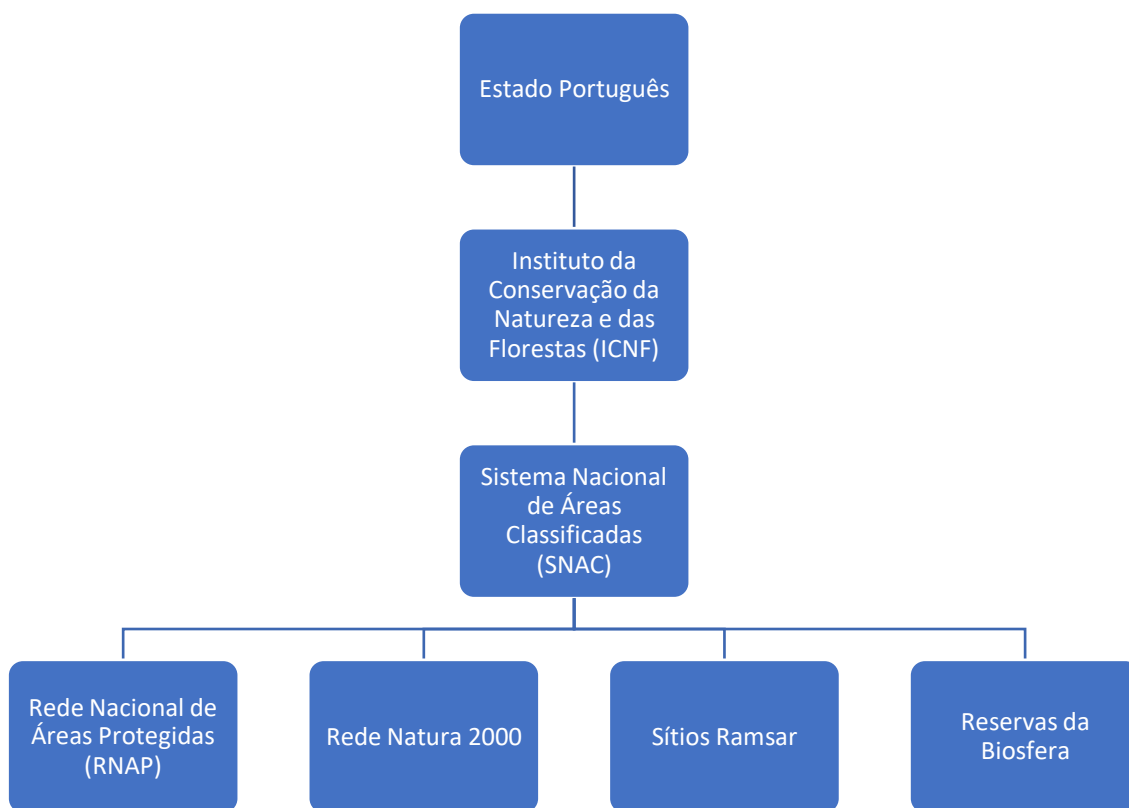 Estado Português
Instituto da
Conservação da
Natureza e das
Florestas (ICNF)
Sistema Nacional
de Áreas
Classificadas
(SNAC)
Rede Nacional de
Áreas Protegidas
(RNAP)
Rede Natura 2000
Sítios Ramsar
Reservas da
Biosfera